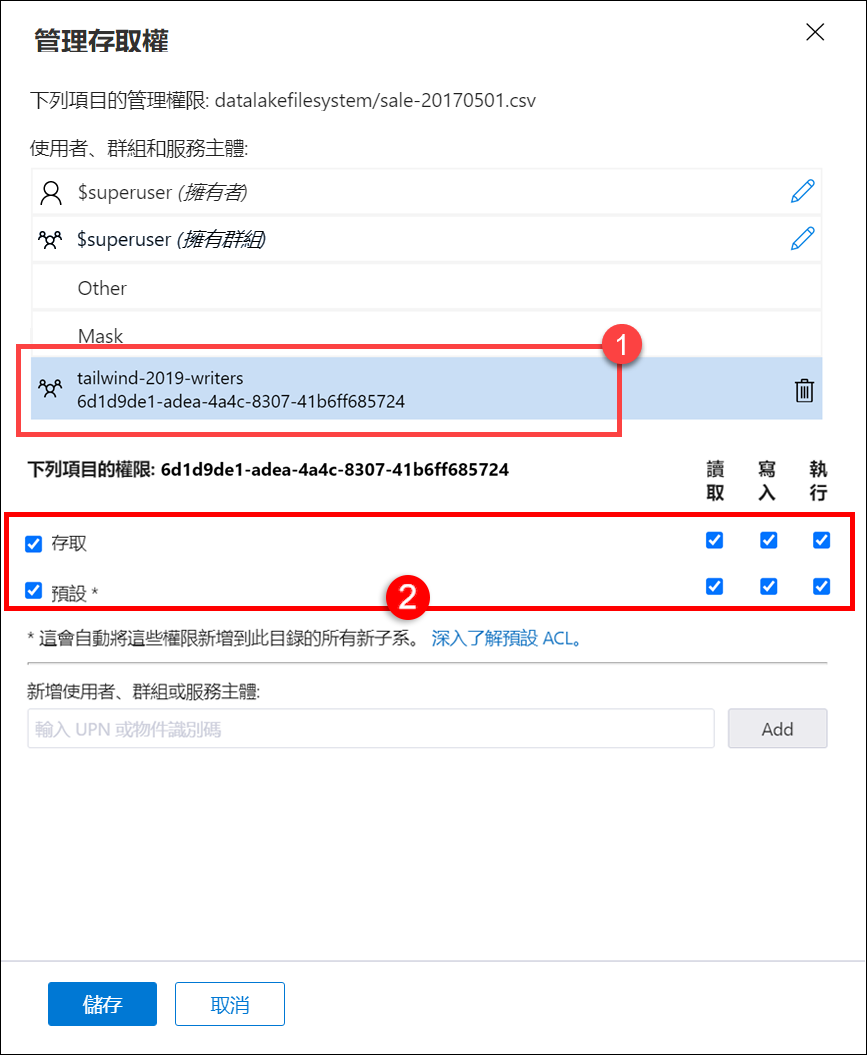 管理存取權
下列項目的管理權限: datalakefilesystem/sale-20170501.csv
使用者、群組和服務主體:
$superuser (擁有者)
$superuser (擁有群組)
Other
Mask
1
tailwind-2019-writers
6d1d9de1-adea-4a4c-8307-41b6ff685724
下列項目的權限: 6d1d9de1-adea-4a4c-8307-41b6ff685724 讀取 寫入 執行
存取
預設 *
2
* 這會自動將這些權限新增到此目錄的所有新子系。 深入了解預設 ACL。
新增使用者、群組或服務主體:
輸入 UPN 或物件識別碼 Add
儲存 取消